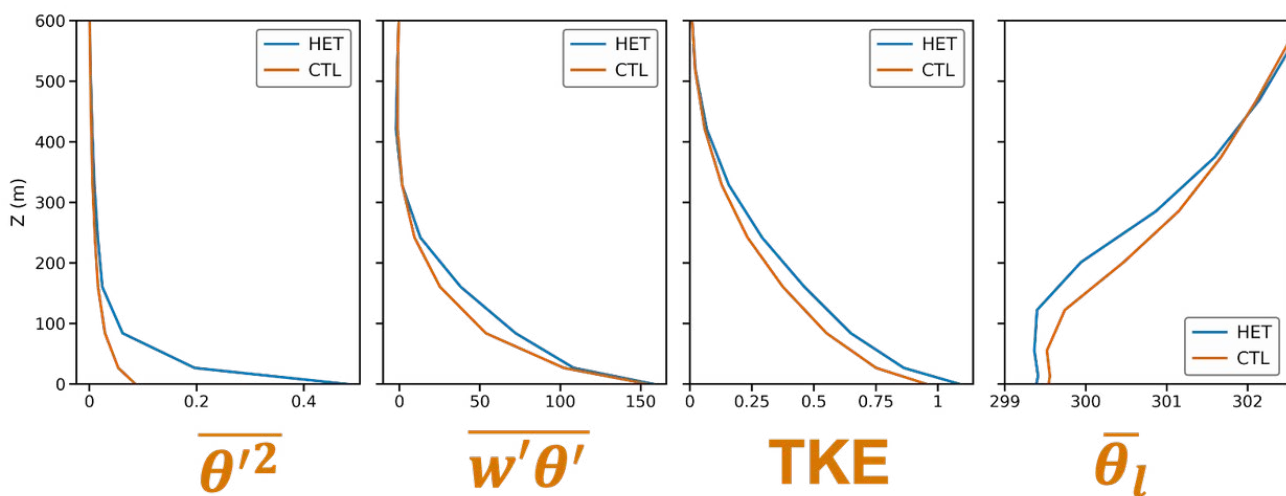 600
500
400
300
200
100
0
Z (m)
HET
CTL
0 0.2 0.4
HET
CTL
0 50 100 150
HET
CTL
0 0.25 0.5 0.75 1
HET
CTL
299 300 301 302
θ′²
w′θ′
TKE
θ̄_l